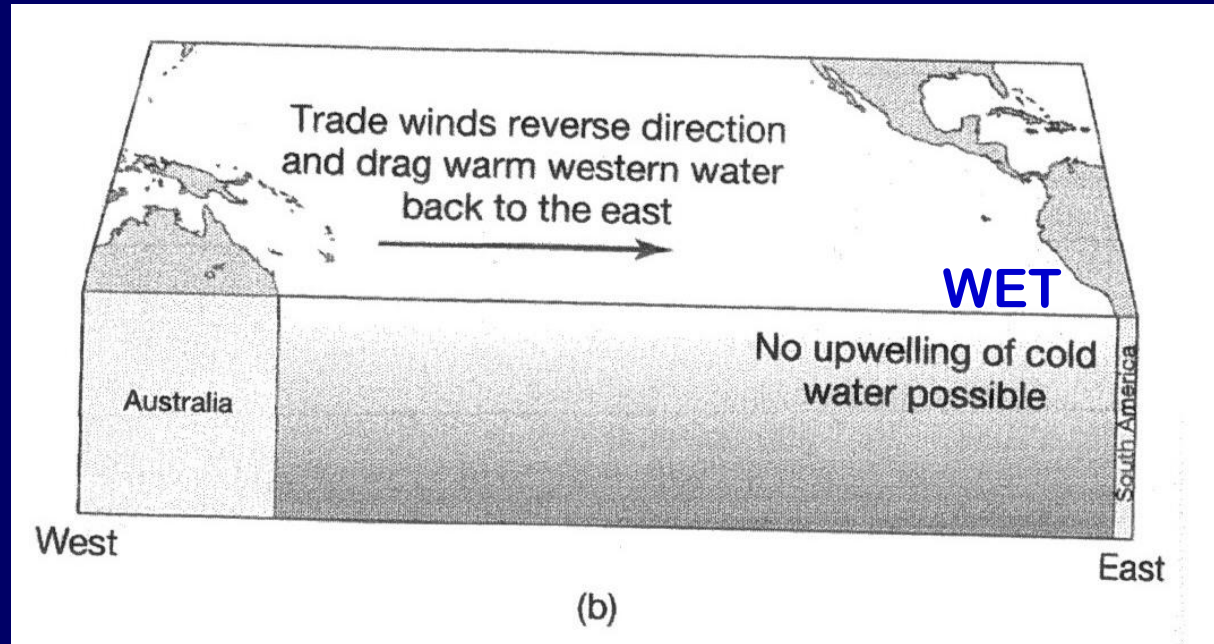 Trade winds reverse direction
and drag warm western water
back to the east
WET
No upwelling of cold
water possible
Australia
South America
West
East
(b)